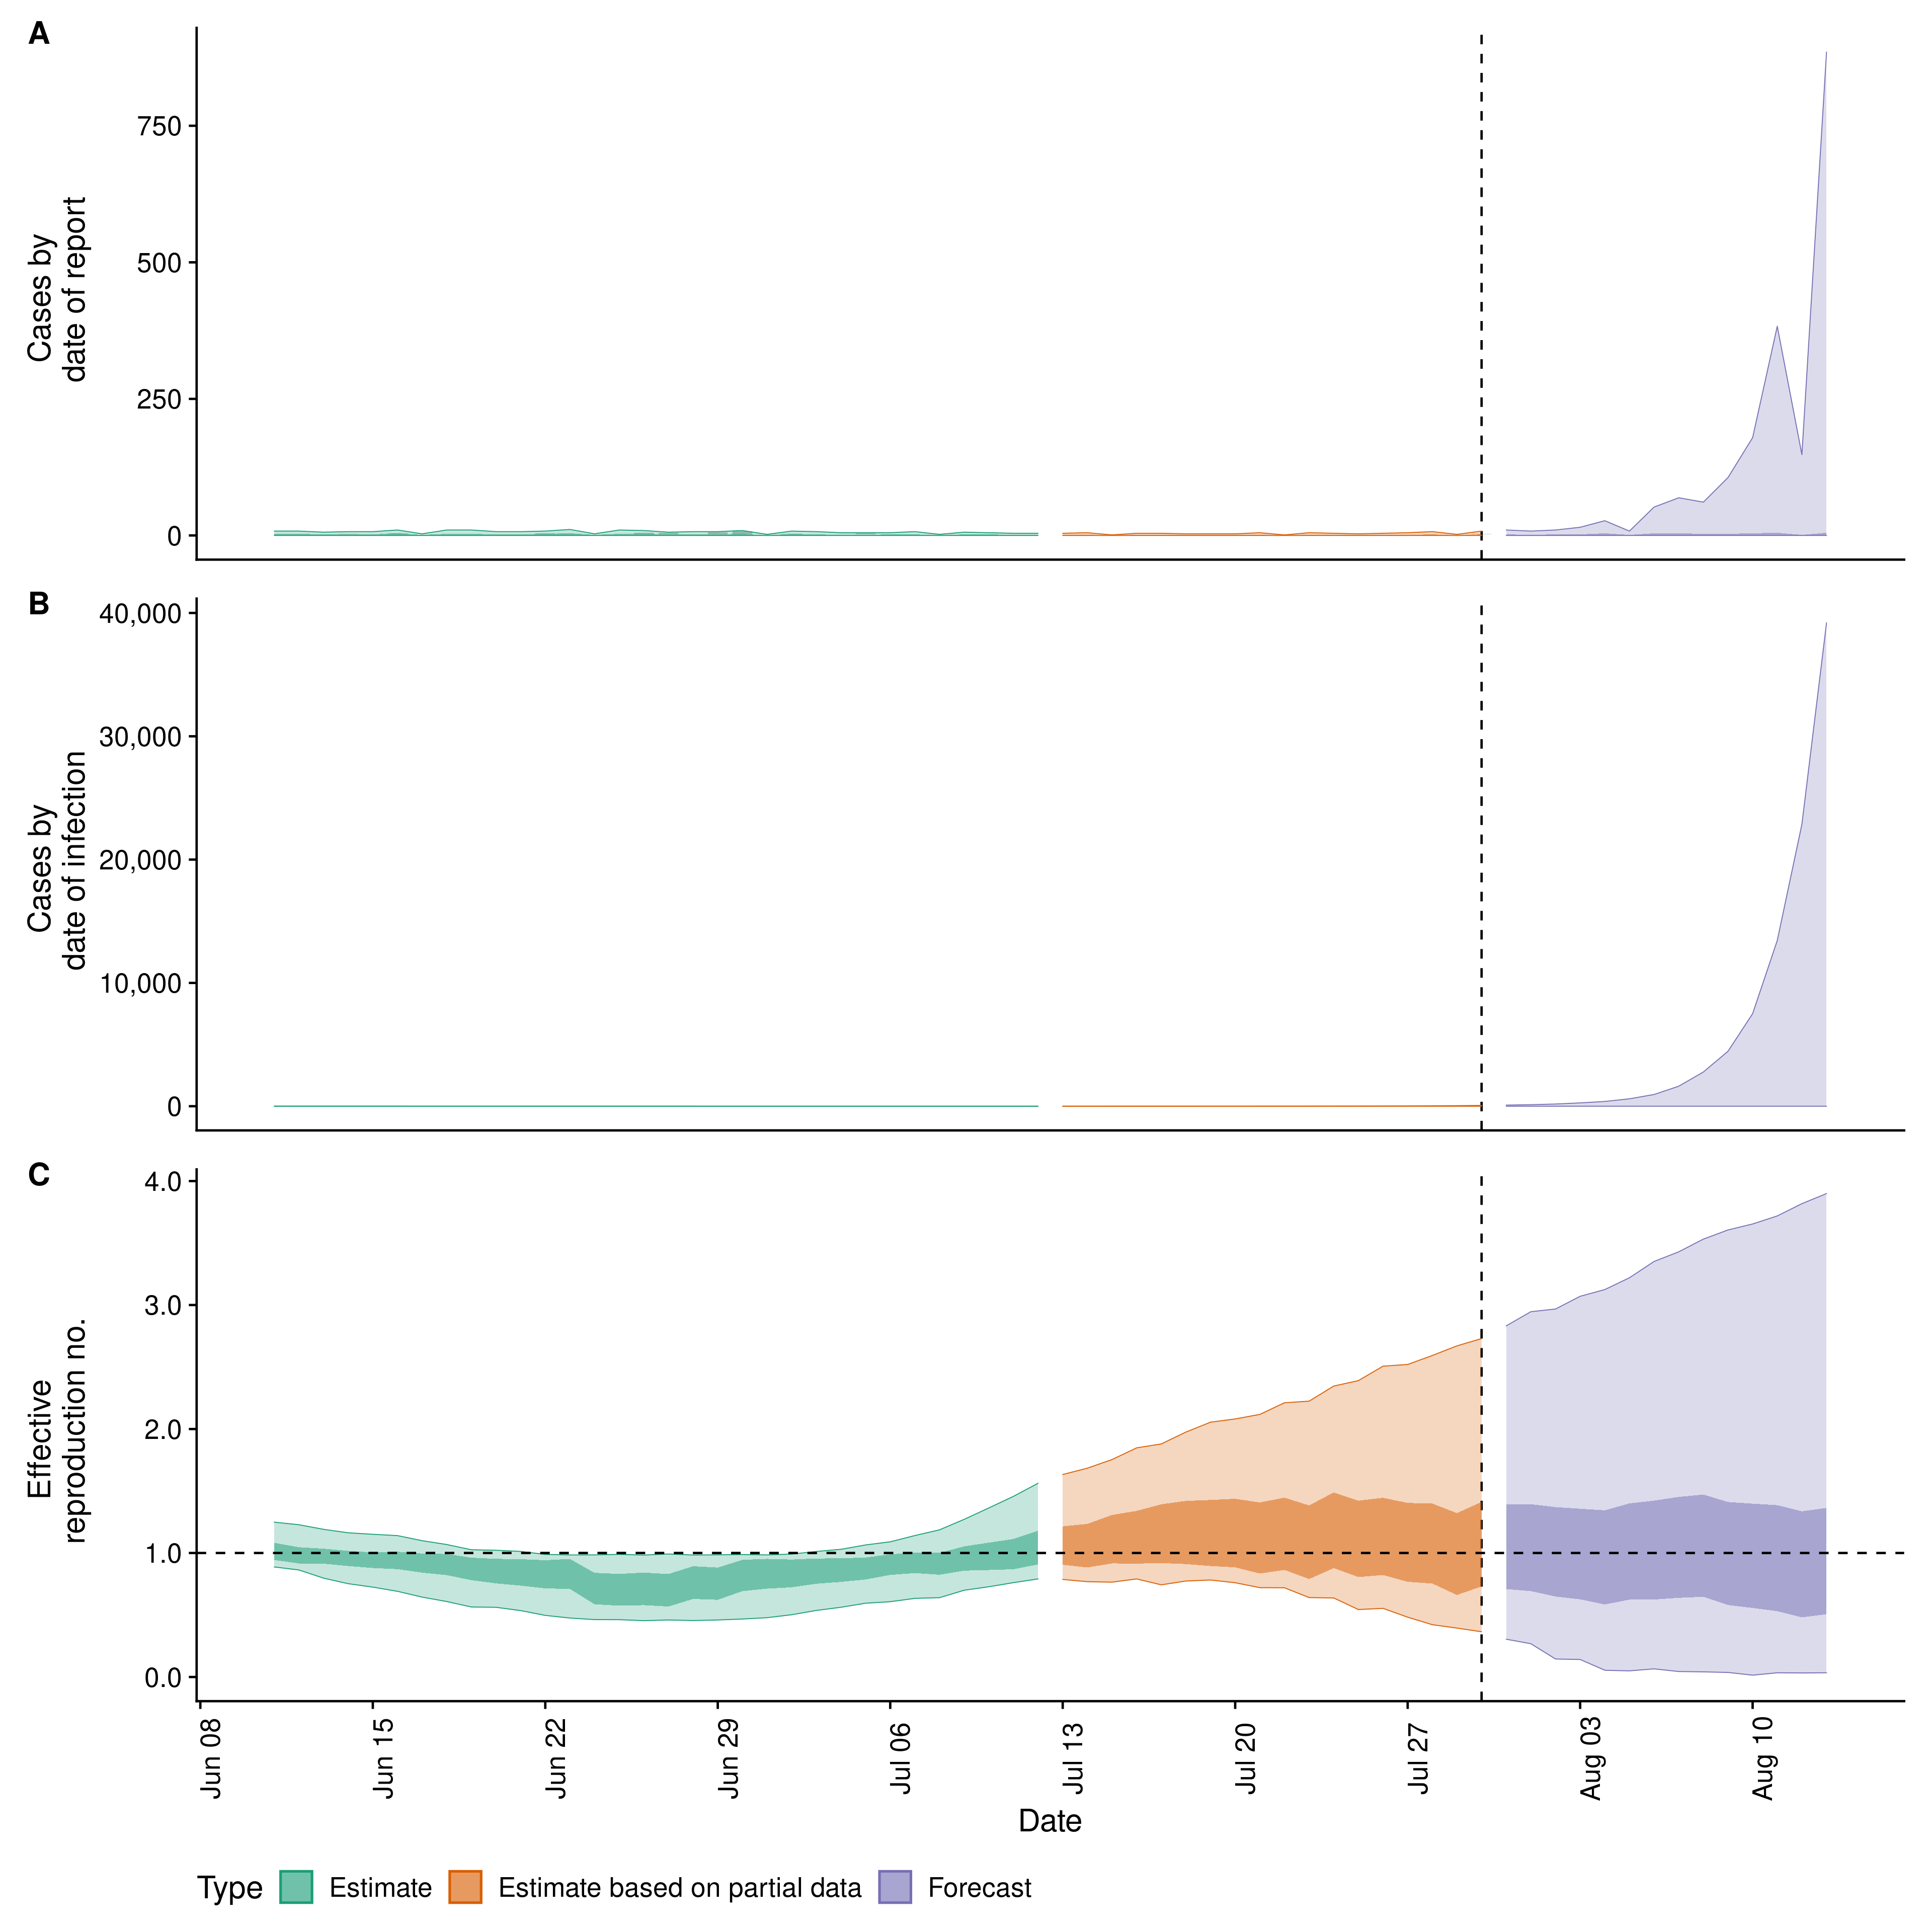 A
Cases by
date of report
750
500
250
0
B
Cases by
date of infection
40,000
30,000
20,000
10,000
0
C
Effective
reproduction no.
4.0
3.0
2.0
1.0
0.0
Jun 08
Jun 15
Jun 22
Jun 29
Jul 06
Jul 13
Jul 20
Jul 27
Aug 03
Aug 10
Date
Type Estimate Estimate based on partial data Forecast